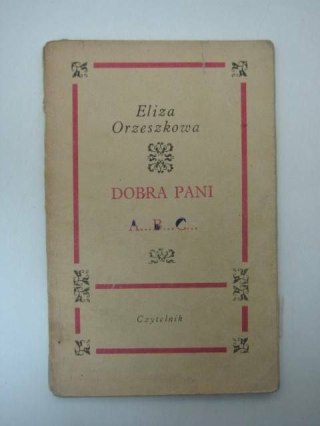 Eliza
Orzeszkowa
DOBRA PANI
A...B...C...
Czytelnik